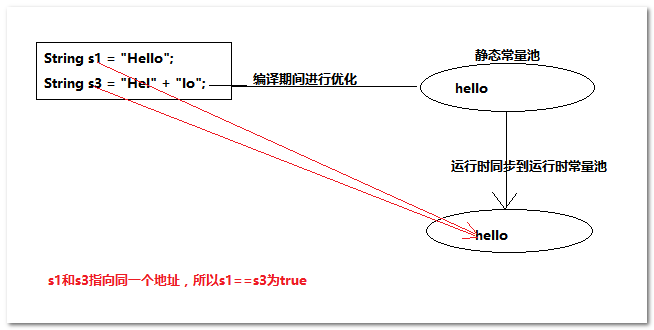 String s1 = "Hello";
String s3 = "Hel" + "lo";
编译期间进行优化
静态常量池
hello
运行时同步到运行时常量池
hello
s1和s3指向同一个地址，所以s1==s3为true